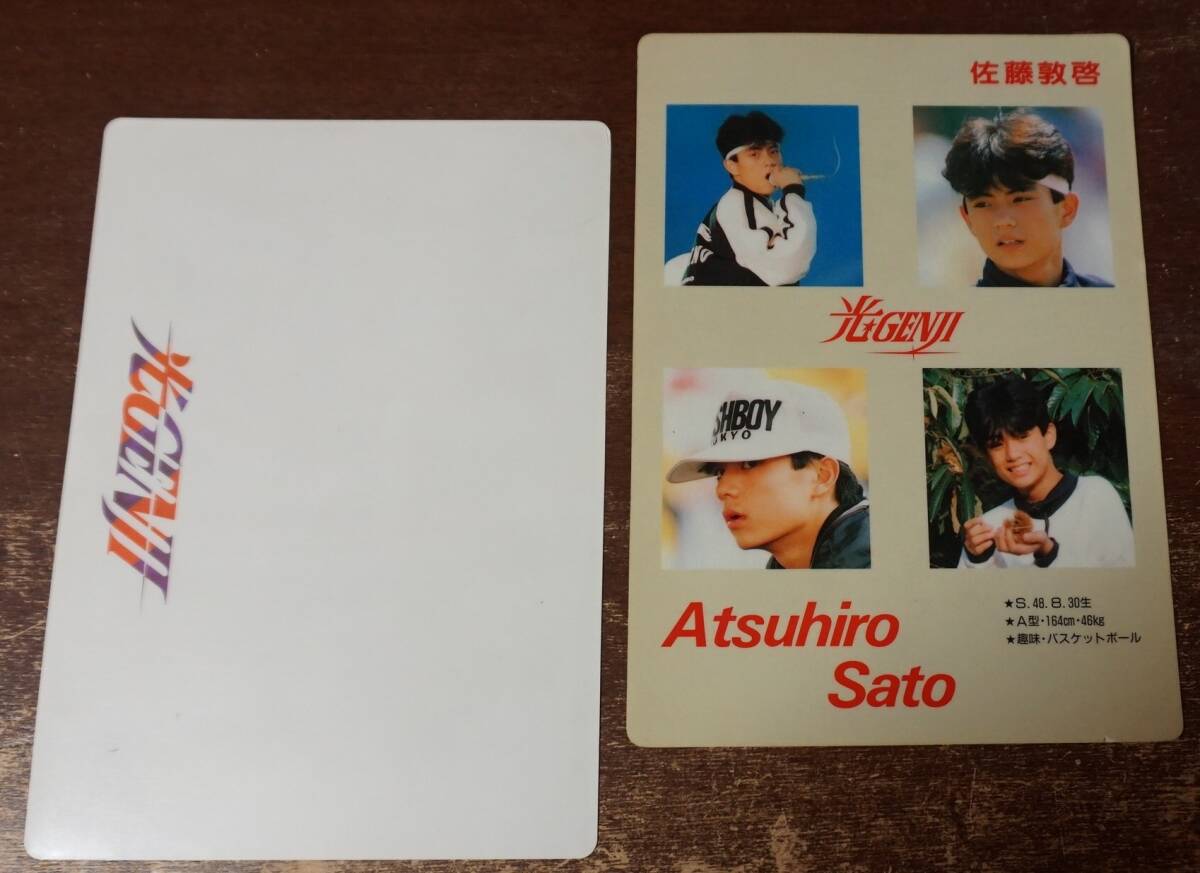 光GENJI
佐藤敦啓
光GENJI
SHBOY
OKYO
Atsuhiro
Sato
★S.48.8.30生
★A型・164cm・46kg
★趣味・バスケットボール